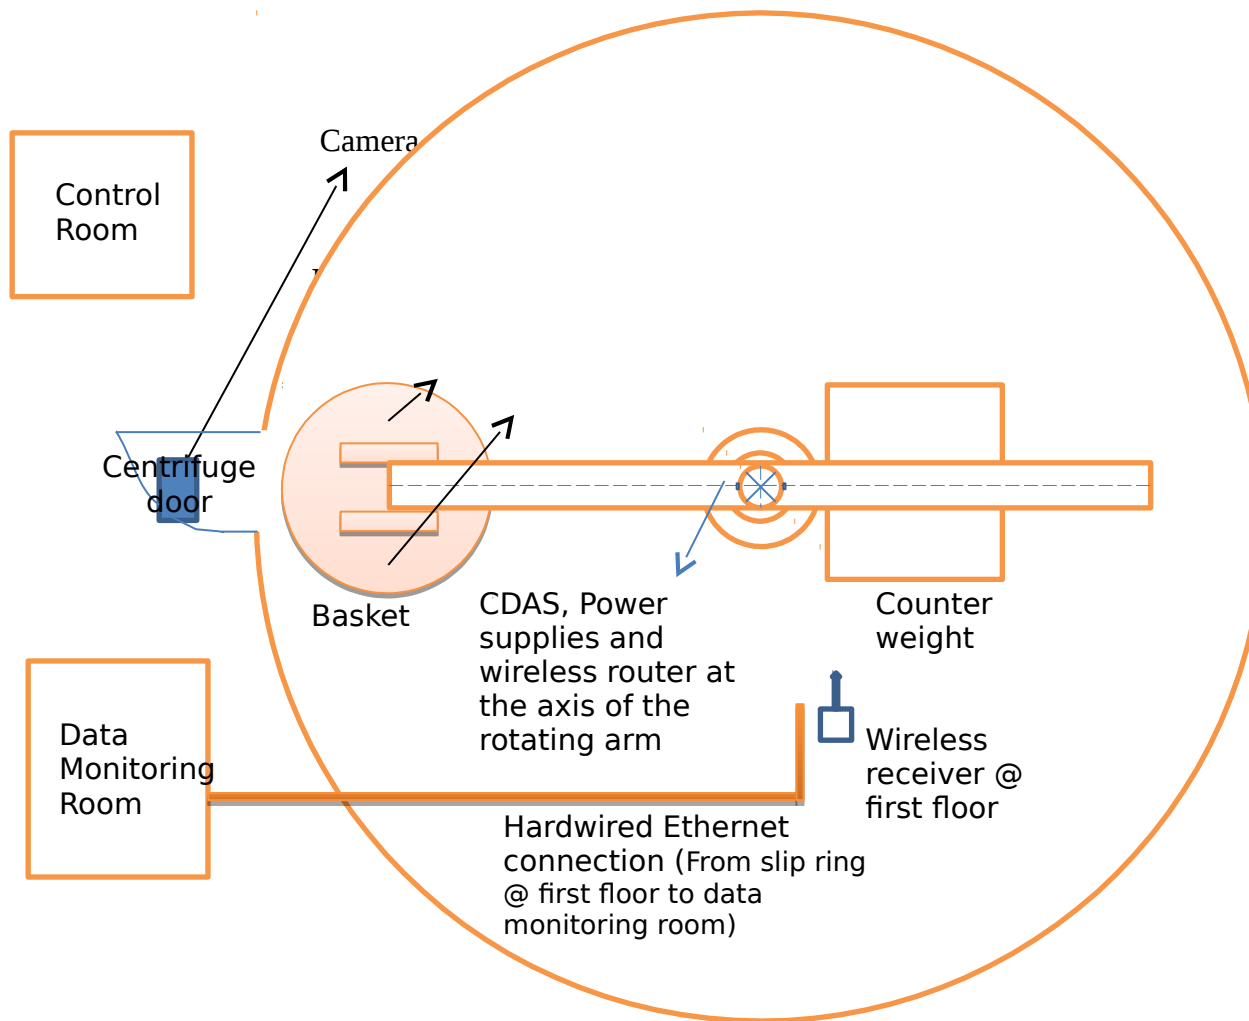 Camera
Control
Room
Centrifuge
door
Basket
CDAS, Power
supplies and
wireless router at
the axis of the
rotating arm
Counter
weight
Data
Monitoring
Room
Wireless
receiver @
first floor
Hardwired Ethernet
connection (From slip ring
@ first floor to data
monitoring room)